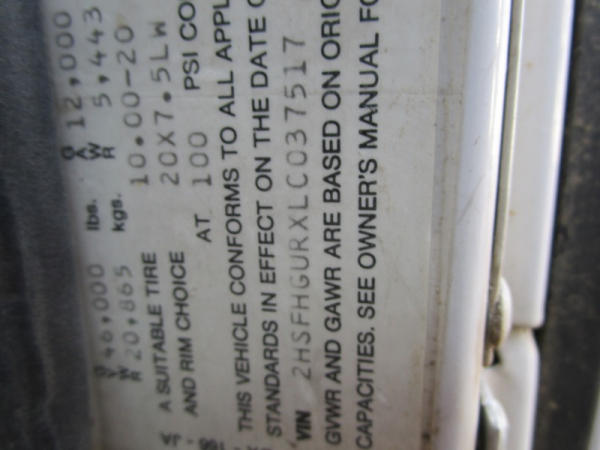 G
V
W
R
46,000 lbs.
20,865 kgs.
G
A
W
R
12,000
5,443
A SUITABLE TIRE 10.00-20
AND RIM CHOICE 20X7.5LW
AT 100 PSI CO
THIS VEHICLE CONFORMS TO ALL APPL
STANDARDS IN EFFECT ON THE DATE O
VIN 2HSFHGURXLC037517
GVWR AND GAWR ARE BASED ON ORIG
CAPACITIES. SEE OWNER'S MANUAL FO